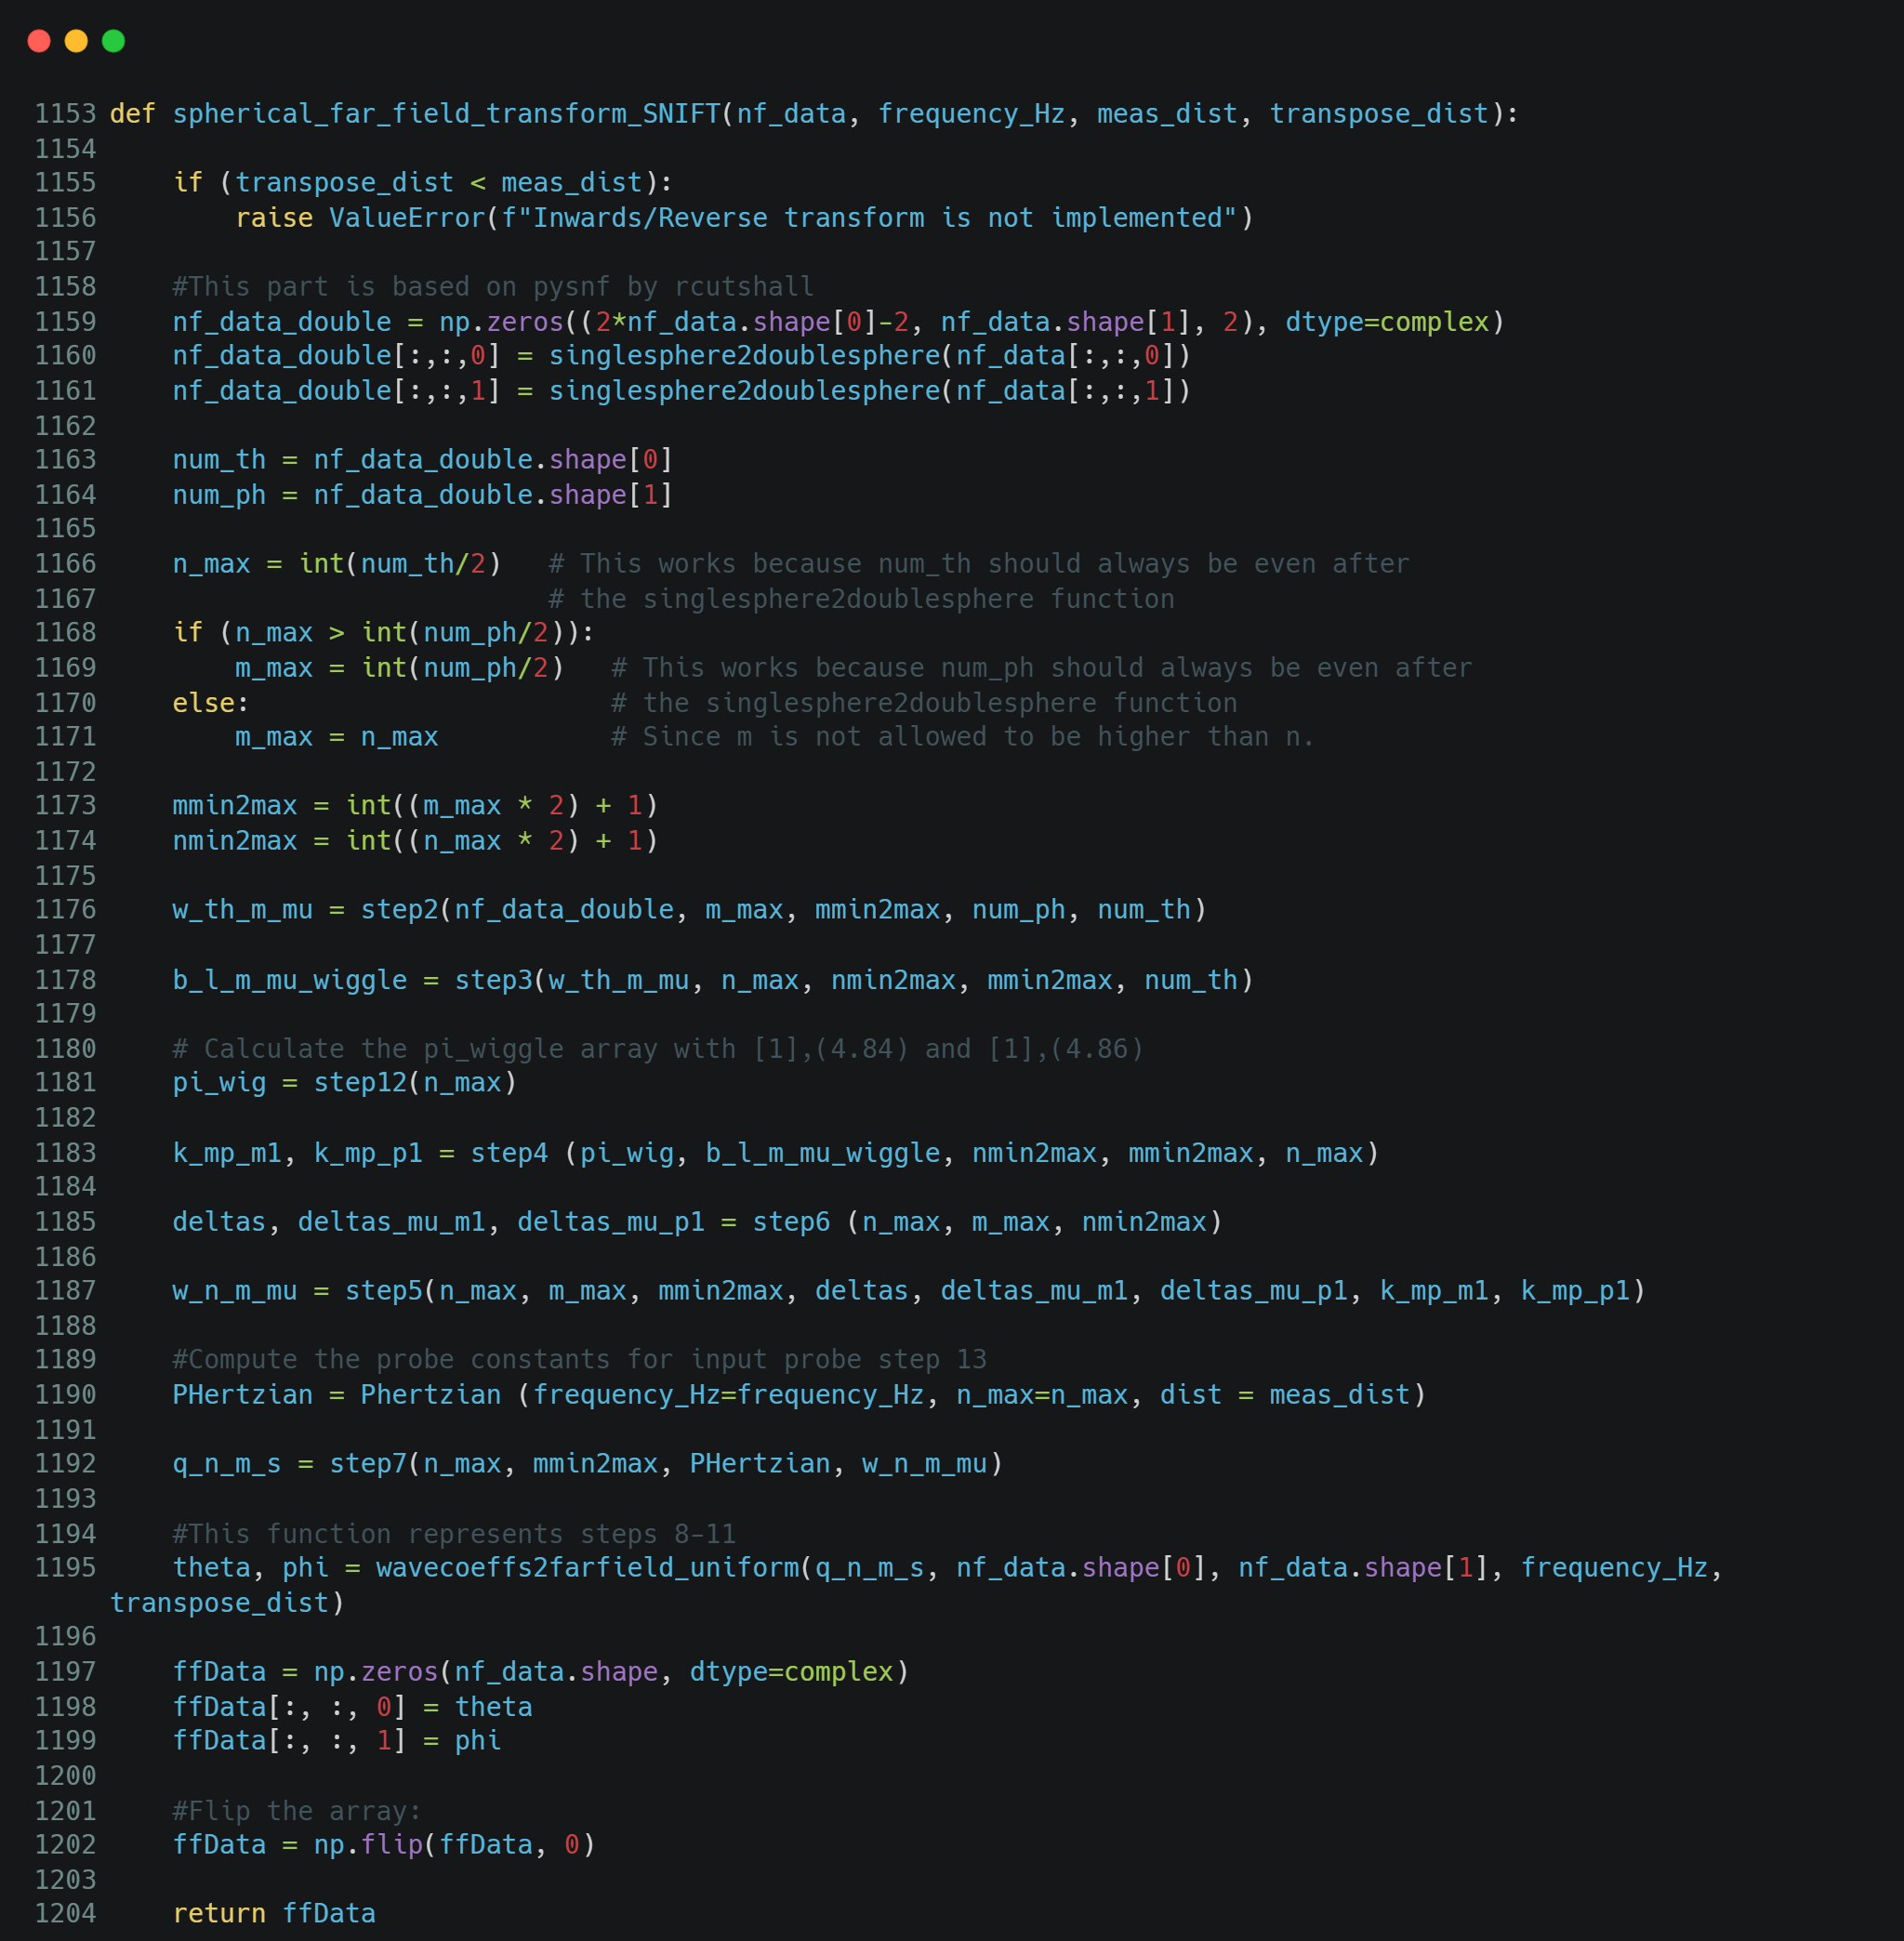 1153 def spherical_far_field_transform_SNIFT(nf_data, frequency_Hz, meas_dist, transpose_dist):
1154
1155     if (transpose_dist < meas_dist):
1156         raise ValueError(f"Inwards/Reverse transform is not implemented")
1157
1158     #This part is based on pysnf by rcutshall
1159     nf_data_double = np.zeros((2*nf_data.shape[0]-2, nf_data.shape[1], 2), dtype=complex)
1160     nf_data_double[:,:,0] = singlesphere2doublesphere(nf_data[:,:,0])
1161     nf_data_double[:,:,1] = singlesphere2doublesphere(nf_data[:,:,1])
1162
1163     num_th = nf_data_double.shape[0]
1164     num_ph = nf_data_double.shape[1]
1165
1166     n_max = int(num_th/2)   # This works because num_th should always be even after
1167                             # the singlesphere2doublesphere function
1168     if (n_max > int(num_ph/2)):
1169         m_max = int(num_ph/2)   # This works because num_ph should always be even after
1170     else:                       # the singlesphere2doublesphere function
1171         m_max = n_max           # Since m is not allowed to be higher than n.
1172
1173     mmin2max = int((m_max * 2) + 1)
1174     nmin2max = int((n_max * 2) + 1)
1175
1176     w_th_m_mu = step2(nf_data_double, m_max, mmin2max, num_ph, num_th)
1177
1178     b_l_m_mu_wiggle = step3(w_th_m_mu, n_max, nmin2max, mmin2max, num_th)
1179
1180     # Calculate the pi_wiggle array with [1],(4.84) and [1],(4.86)
1181     pi_wig = step12(n_max)
1182
1183     k_mp_m1, k_mp_p1 = step4 (pi_wig, b_l_m_mu_wiggle, nmin2max, mmin2max, n_max)
1184
1185     deltas, deltas_mu_m1, deltas_mu_p1 = step6 (n_max, m_max, nmin2max)
1186
1187     w_n_m_mu = step5(n_max, m_max, mmin2max, deltas, deltas_mu_m1, deltas_mu_p1, k_mp_m1, k_mp_p1)
1188
1189     #Compute the probe constants for input probe step 13
1190     PHertzian = Phertzian (frequency_Hz=frequency_Hz, n_max=n_max, dist = meas_dist)
1191
1192     q_n_m_s = step7(n_max, mmin2max, PHertzian, w_n_m_mu)
1193
1194     #This function represents steps 8-11
1195     theta, phi = wavecoeffs2farfield_uniform(q_n_m_s, nf_data.shape[0], nf_data.shape[1], frequency_Hz,
transpose_dist)
1196
1197     ffData = np.zeros(nf_data.shape, dtype=complex)
1198     ffData[:, :, 0] = theta
1199     ffData[:, :, 1] = phi
1200
1201     #Flip the array:
1202     ffData = np.flip(ffData, 0)
1203
1204     return ffData